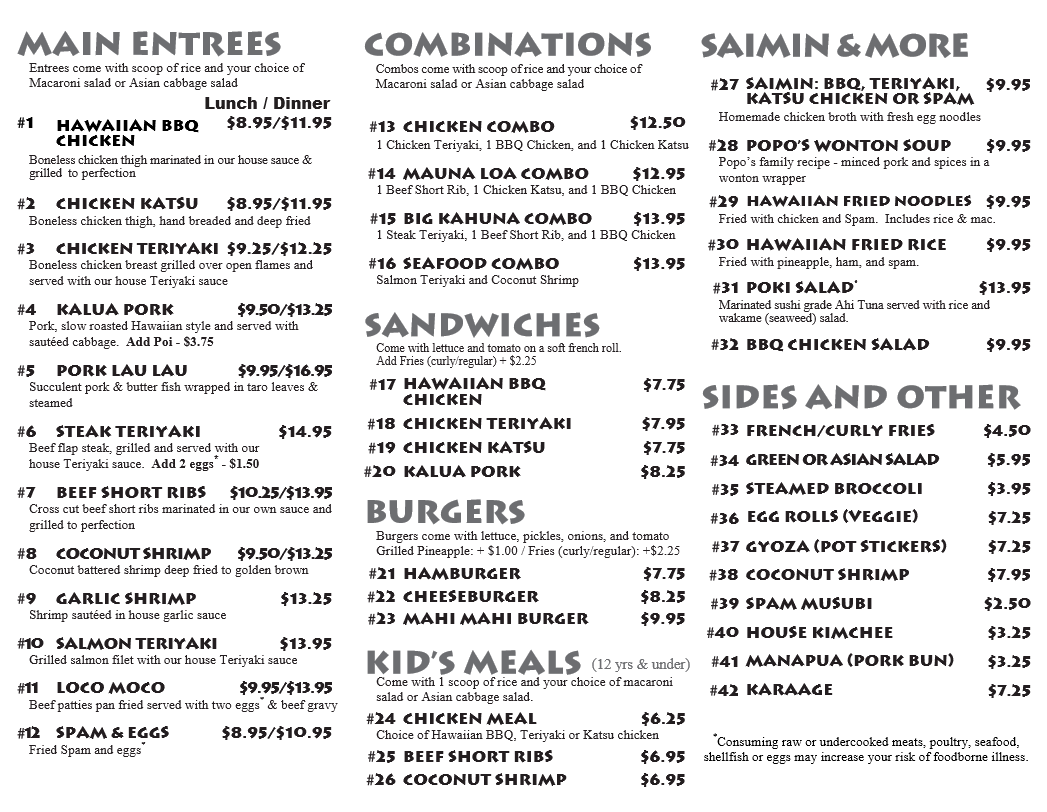 MAIN ENTREES
Entrees come with scoop of rice and your choice of
Macaroni salad or Asian cabbage salad
Lunch / Dinner
#1 HAWAIIAN BBQ $8.95/$11.95
CHICKEN
Boneless chicken thigh marinated in our house sauce &
grilled to perfection
#2 CHICKEN KATSU $8.95/$11.95
Boneless chicken thigh, hand breaded and deep fried
#3 CHICKEN TERIYAKI $9.25/$12.25
Boneless chicken breast grilled over open flames and
served with our house Teriyaki sauce
#4 KALUA PORK $9.50/$13.25
Pork, slow roasted Hawaiian style and served with
sautéed cabbage. Add Poi - $3.75
#5 PORK LAU LAU $9.95/$16.95
Succulent pork & butter fish wrapped in taro leaves &
steamed
#6 STEAK TERIYAKI $14.95
Beef flap steak, grilled and served with our
house Teriyaki sauce. Add 2 eggs* - $1.50
#7 BEEF SHORT RIBS $10.25/$13.95
Cross cut beef short ribs marinated in our own sauce and
grilled to perfection
#8 COCONUT SHRIMP $9.50/$13.25
Coconut battered shrimp deep fried to golden brown
#9 GARLIC SHRIMP $13.25
Shrimp sautéed in house garlic sauce
#10 SALMON TERIYAKI $13.95
Grilled salmon filet with our house Teriyaki sauce
#11 LOCO MOCO $9.95/$13.95
Beef patties pan fried served with two eggs* & beef gravy
#12 SPAM & EGGS $8.95/$10.95
Fried Spam and eggs*
COMBINATIONS
Combos come with scoop of rice and your choice of
Macaroni salad or Asian cabbage salad
#13 CHICKEN COMBO $12.50
1 Chicken Teriyaki, 1 BBQ Chicken, and 1 Chicken Katsu
#14 MAUNA LOA COMBO $12.95
1 Beef Short Rib, 1 Chicken Katsu, and 1 BBQ Chicken
#15 BIG KAHUNA COMBO $13.95
1 Steak Teriyaki, 1 Beef Short Rib, and 1 BBQ Chicken
#16 SEAFOOD COMBO $13.95
Salmon Teriyaki and Coconut Shrimp
SANDWICHES
Come with lettuce and tomato on a soft french roll.
Add Fries (curly/regular) + $2.25
#17 HAWAIIAN BBQ $7.75
CHICKEN
#18 CHICKEN TERIYAKI $7.95
#19 CHICKEN KATSU $7.75
#20 KALUA PORK $8.25
BURGERS
Burgers come with lettuce, pickles, onions, and tomato
Grilled Pineapple: + $1.00 / Fries (curly/regular): +$2.25
#21 HAMBURGER $7.75
#22 CHEESEBURGER $8.25
#23 MAHI MAHI BURGER $9.95
KID'S MEALS (12 yrs & under)
Come with 1 scoop of rice and your choice of macaroni
salad or Asian cabbage salad.
#24 CHICKEN MEAL $6.25
Choice of Hawaiian BBQ, Teriyaki or Katsu chicken
#25 BEEF SHORT RIBS $6.95
#26 COCONUT SHRIMP $6.95
SAIMIN & MORE
#27 SAIMIN: BBQ, TERIYAKI, $9.95
KATSU CHICKEN OR SPAM
Homemade chicken broth with fresh egg noodles
#28 POPO'S WONTON SOUP $9.95
Popo's family recipe - minced pork and spices in a
wonton wrapper
#29 HAWAIIAN FRIED NOODLES $9.95
Fried with chicken and Spam. Includes rice & mac.
#30 HAWAIIAN FRIED RICE $9.95
Fried with pineapple, ham, and spam.
#31 POKI SALAD* $13.95
Marinated sushi grade Ahi Tuna served with rice and
wakame (seaweed) salad.
#32 BBQ CHICKEN SALAD $9.95
SIDES AND OTHER
#33 FRENCH/CURLY FRIES $4.50
#34 GREEN OR ASIAN SALAD $5.95
#35 STEAMED BROCCOLI $3.95
#36 EGG ROLLS (VEGGIE) $7.25
#37 GYOZA (POT STICKERS) $7.25
#38 COCONUT SHRIMP $7.95
#39 SPAM MUSUBI $2.50
#40 HOUSE KIMCHEE $3.25
#41 MANAPUA (PORK BUN) $3.25
#42 KARAAGE $7.25
*Consuming raw or undercooked meats, poultry, seafood,
shellfish or eggs may increase your risk of foodborne illness.